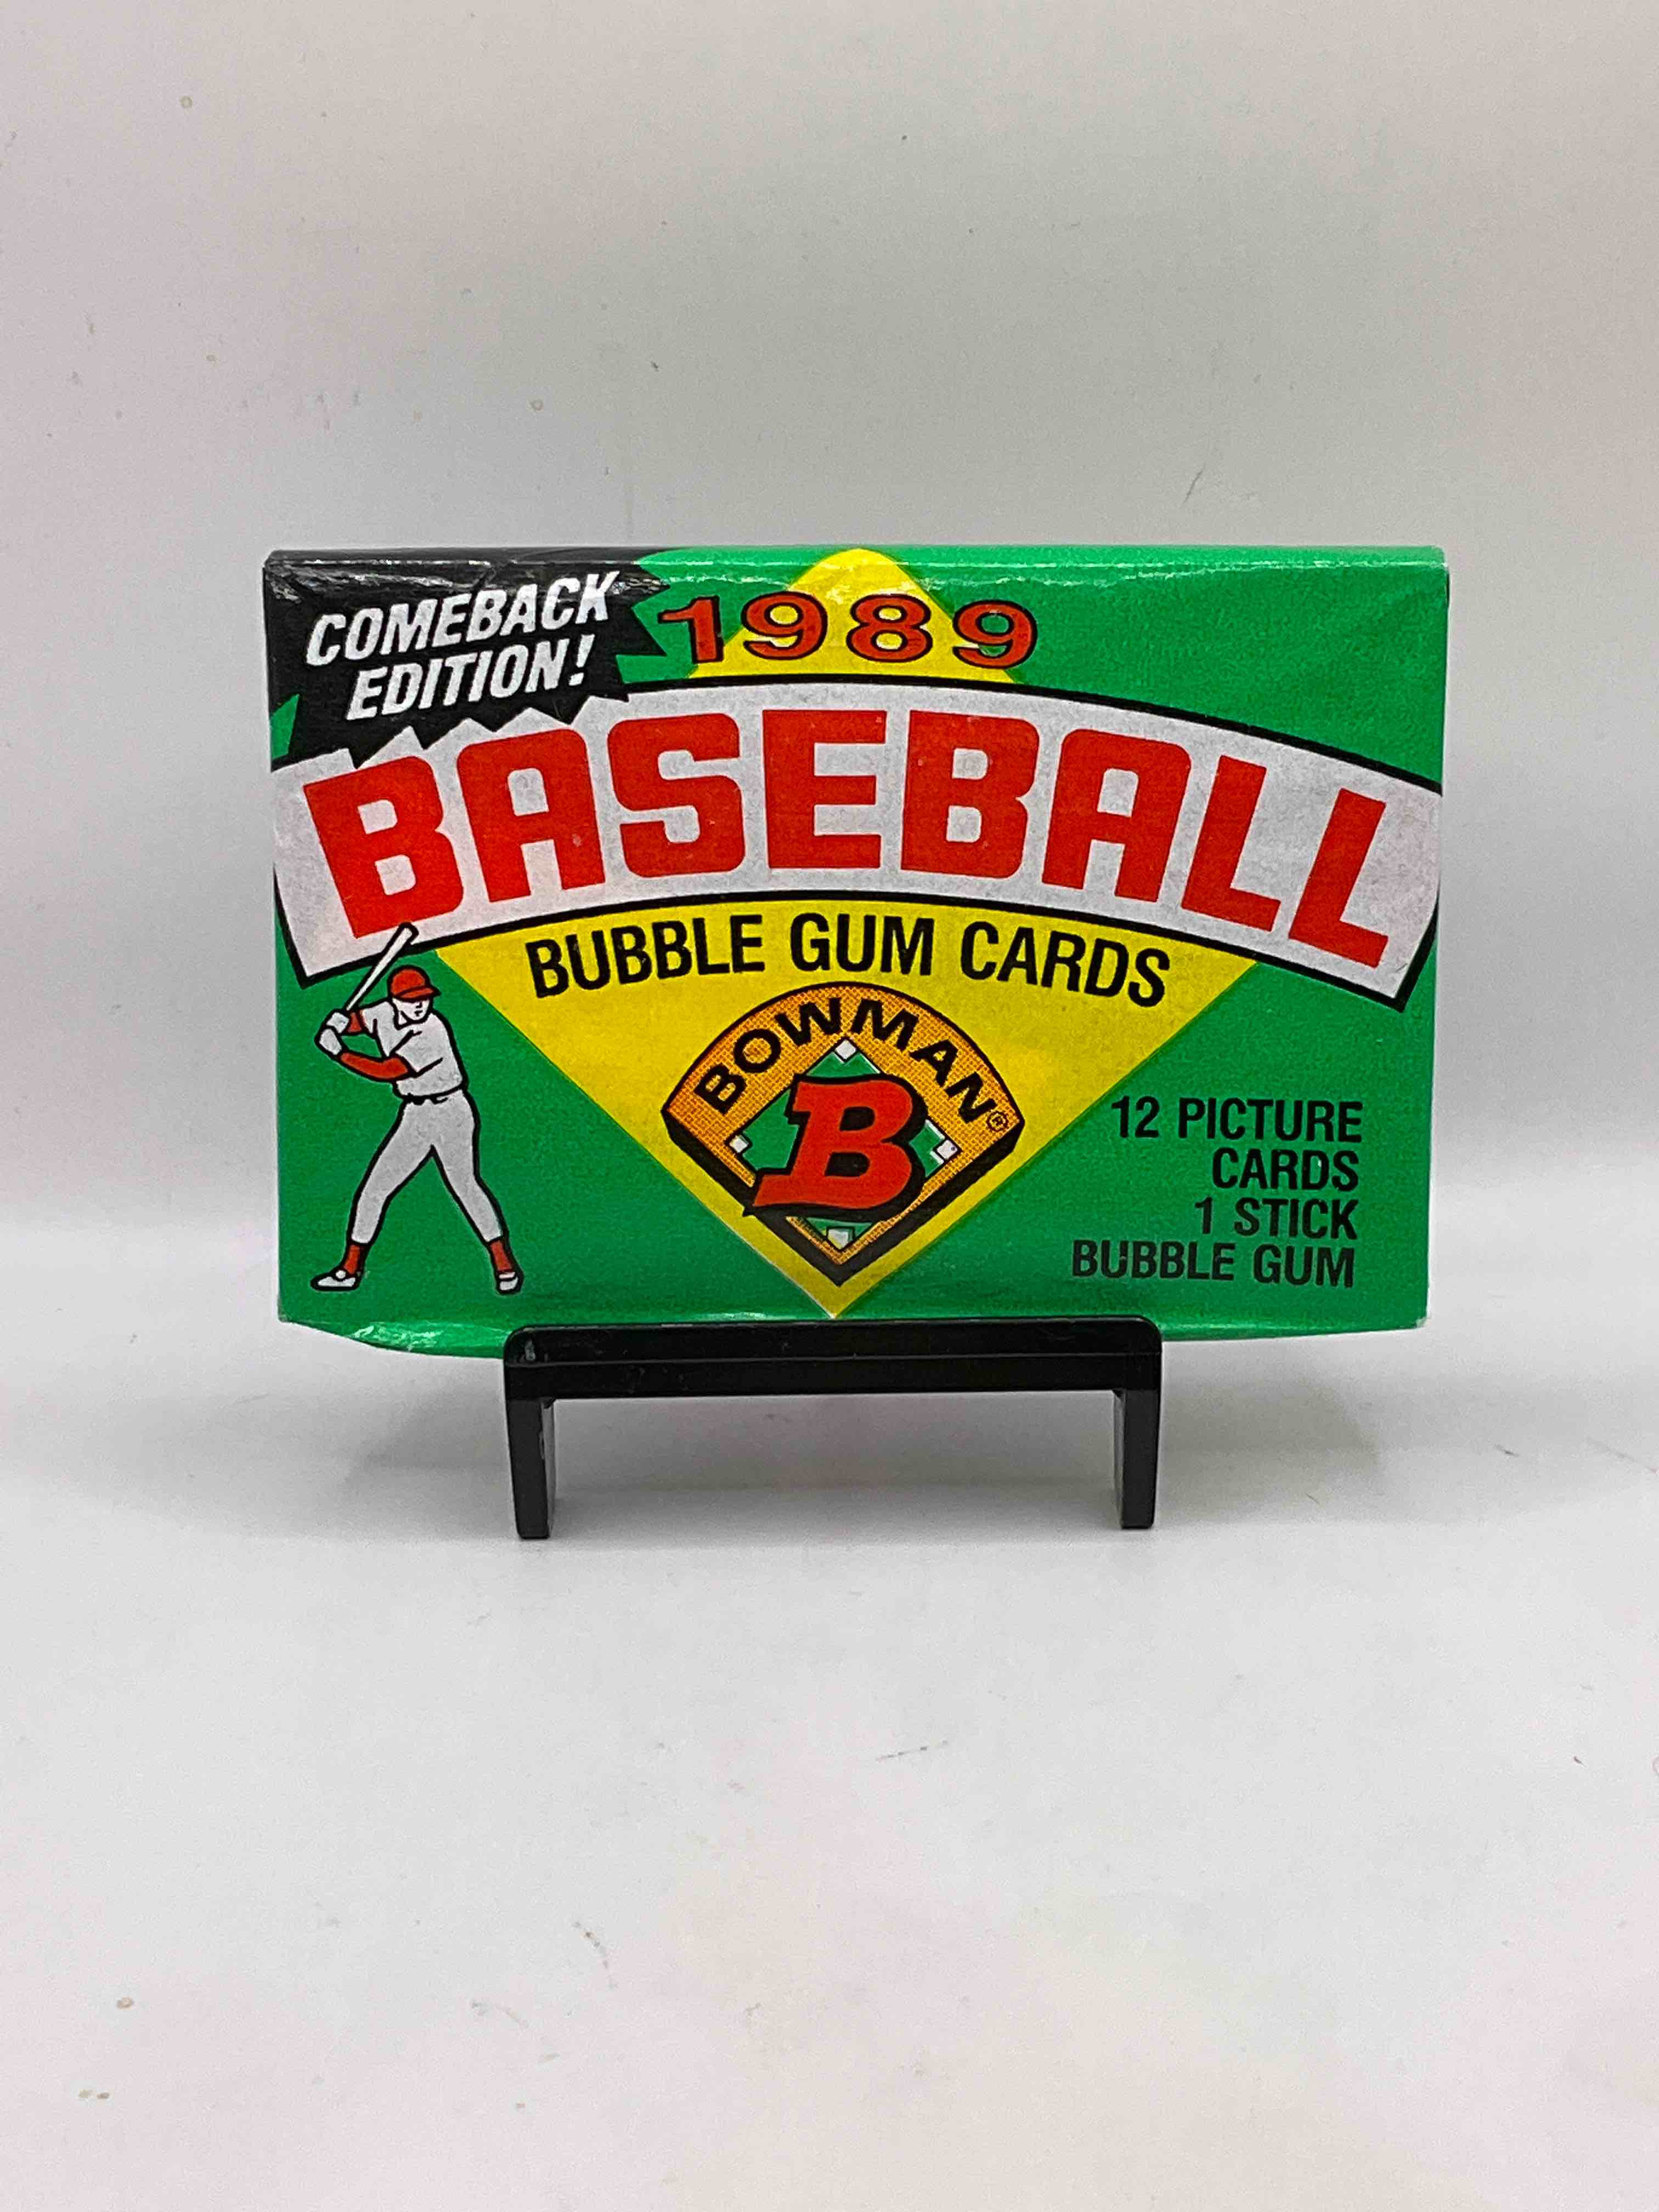 COMEBACK
EDITION!
1989
BASEBALL
BUBBLE GUM CARDS
BOWMAN®
B
12 PICTURE
CARDS
1 STICK
BUBBLE GUM